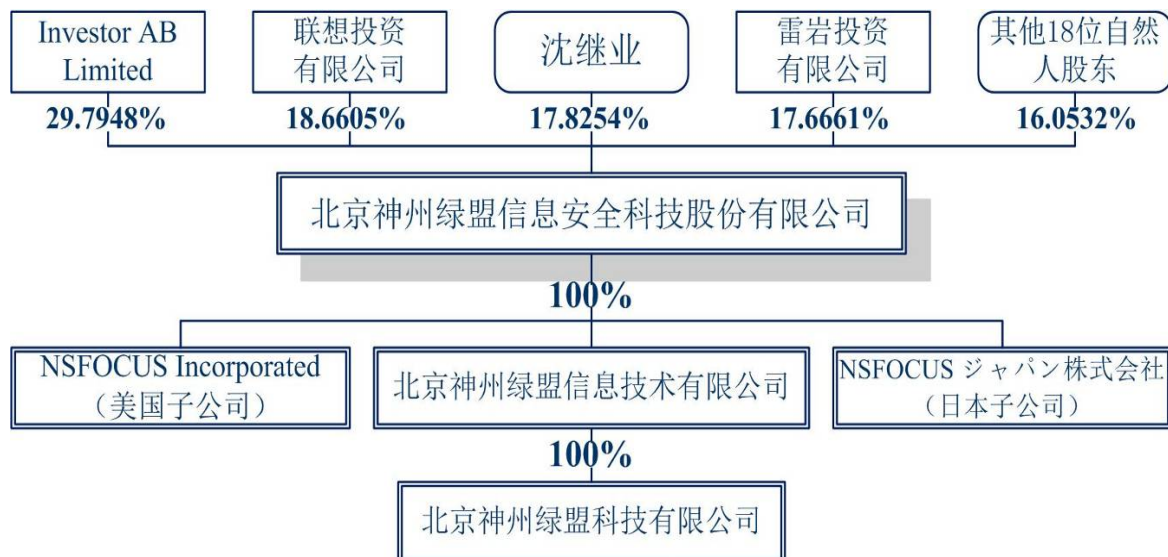 Investor AB
Limited
联想投资
有限公司
沈继业
雷岩投资
有限公司
其他18位自然
人股东
29.7948%
18.6605%
17.8254%
17.6661%
16.0532%
北京神州绿盟信息安全科技股份有限公司
100%
NSFOCUS Incorporated
（美国子公司）
北京神州绿盟信息技术有限公司
NSFOCUS ジャパン株式会社
（日本子公司）
100%
北京神州绿盟科技有限公司